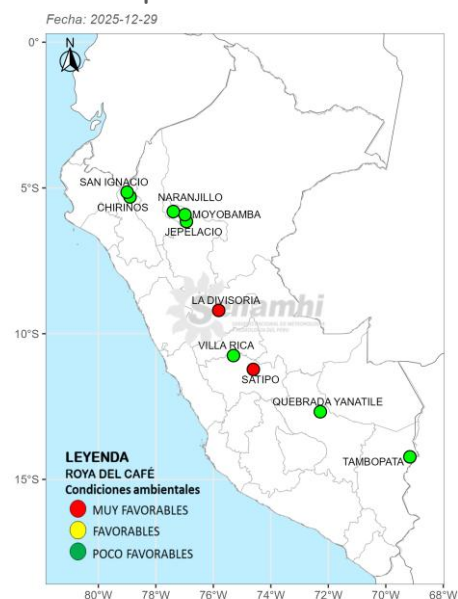 Fecha: 2025-12-29
N
0°
5°S
10°S
15°S
SAN IGNACIO
CHIRINOS
NARANJILLO
MOYOBAMBA
JEPELACIO
LA DIVISORIA
Senamhi
VILLA RICA
SATIPO
QUEBRADA YANATILE
TAMBOPATA
LEYENDA
ROYA DEL CAFÉ
Condiciones ambientales
MUY FAVORABLES
FAVORABLES
POCO FAVORABLES
80°W 78°W 76°W 74°W 72°W 70°W 68°W